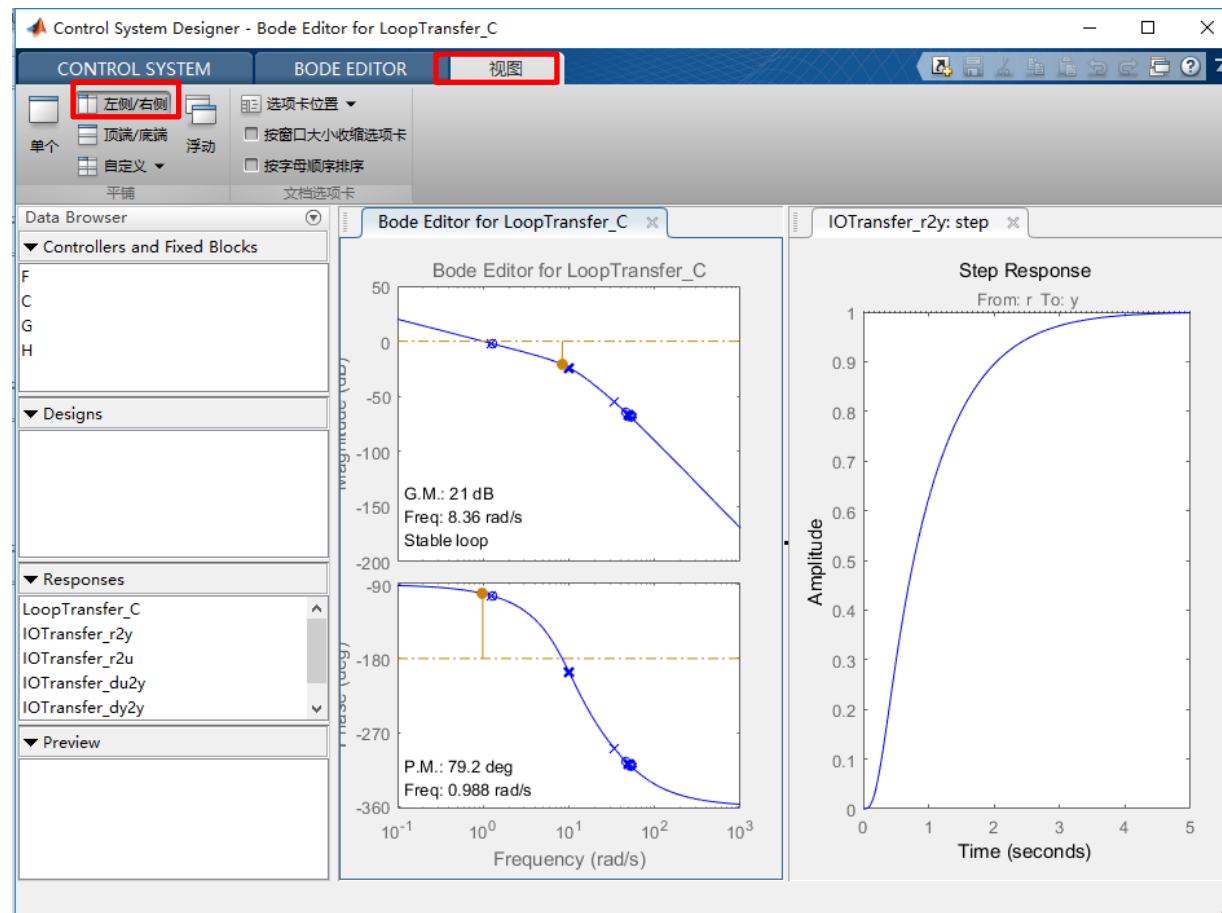 Control System Designer - Bode Editor for LoopTransfer_C
CONTROL SYSTEM
BODE EDITOR
视图
单个
左侧/右侧
顶端/底端
自定义
浮动
平铺
选项卡位置
按窗口大小收缩选项卡
按字母顺序排序
文档选项卡
Data Browser
Controllers and Fixed Blocks
F
C
G
H
Designs
Responses
LoopTransfer_C
IOTransfer_r2y
IOTransfer_r2u
IOTransfer_du2y
IOTransfer_dy2y
Preview
Bode Editor for LoopTransfer_C
Bode Editor for LoopTransfer_C
50
0
-50
-100
-150
-200
Magnitude (dB)
G.M.: 21 dB
Freq: 8.36 rad/s
Stable loop
-90
-180
-270
-360
Phase (deg)
P.M.: 79.2 deg
Freq: 0.988 rad/s
10⁻¹ 10⁰ 10¹ 10² 10³
Frequency (rad/s)
IOTransfer_r2y: step
Step Response
From: r To: y
1
0.9
0.8
0.7
0.6
0.5
0.4
0.3
0.2
0.1
0
Amplitude
0 1 2 3 4 5
Time (seconds)